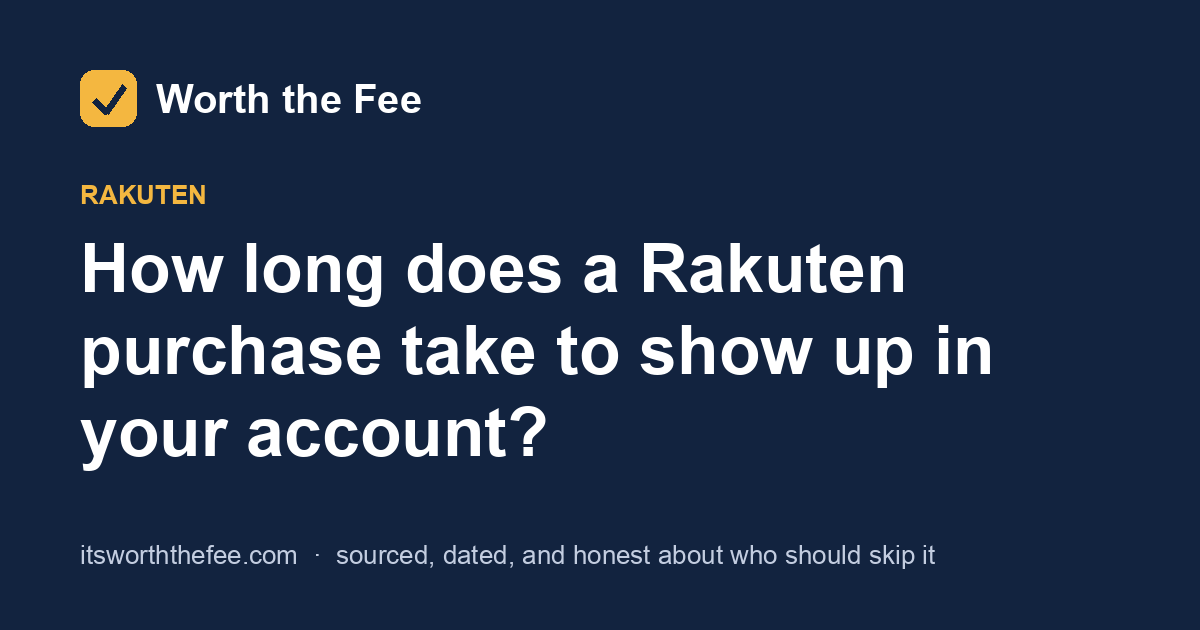 Worth the Fee
RAKUTEN
How long does a Rakuten
purchase take to show up in
your account?
itsworththefee.com · sourced, dated, and honest about who should skip it